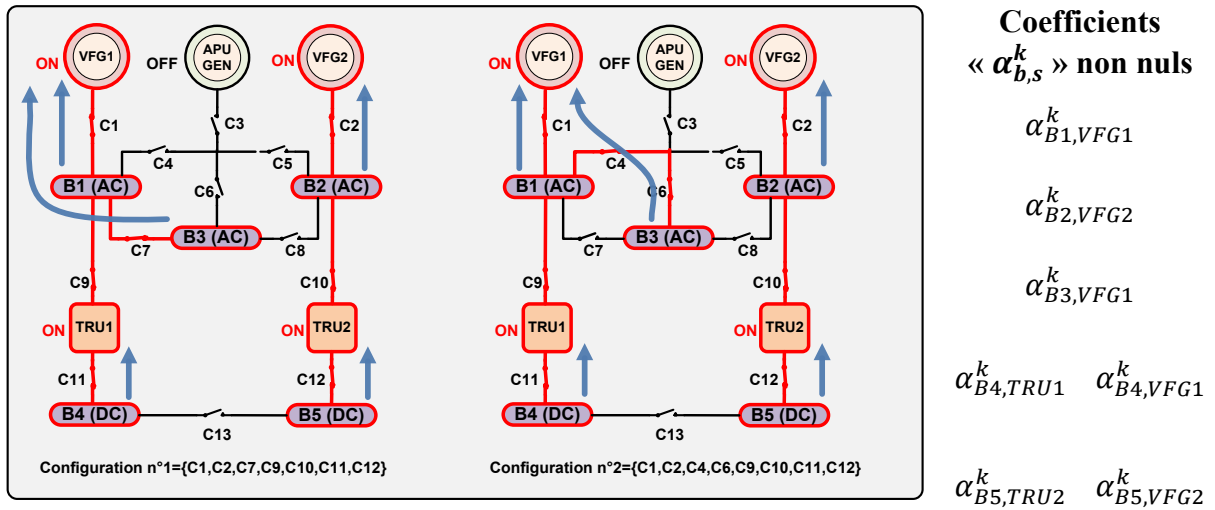 VFG1
APU
GEN
VFG2
ON
OFF
ON
C1
C3
C2
C4
C5
B1 (AC)
C6
B2 (AC)
B3 (AC)
C7
C8
C9
C10
ON
TRU1
ON
TRU2
C11
C12
B4 (DC)
B5 (DC)
C13
Configuration n°1={C1,C2,C7,C9,C10,C11,C12}
VFG1
APU
GEN
VFG2
ON
OFF
ON
C1
C3
C2
C4
C5
B1 (AC)
C6
B2 (AC)
B3 (AC)
C7
C8
C9
C10
ON
TRU1
ON
TRU2
C11
C12
B4 (DC)
B5 (DC)
C13
Configuration n°2={C1,C2,C4,C6,C9,C10,C11,C12}
Coefficients
« α^k_{b,s} » non nuls
α^k_{B1,VFG1}
α^k_{B2,VFG2}
α^k_{B3,VFG1}
α^k_{B4,TRU1} α^k_{B4,VFG1}
α^k_{B5,TRU2} α^k_{B5,VFG2}